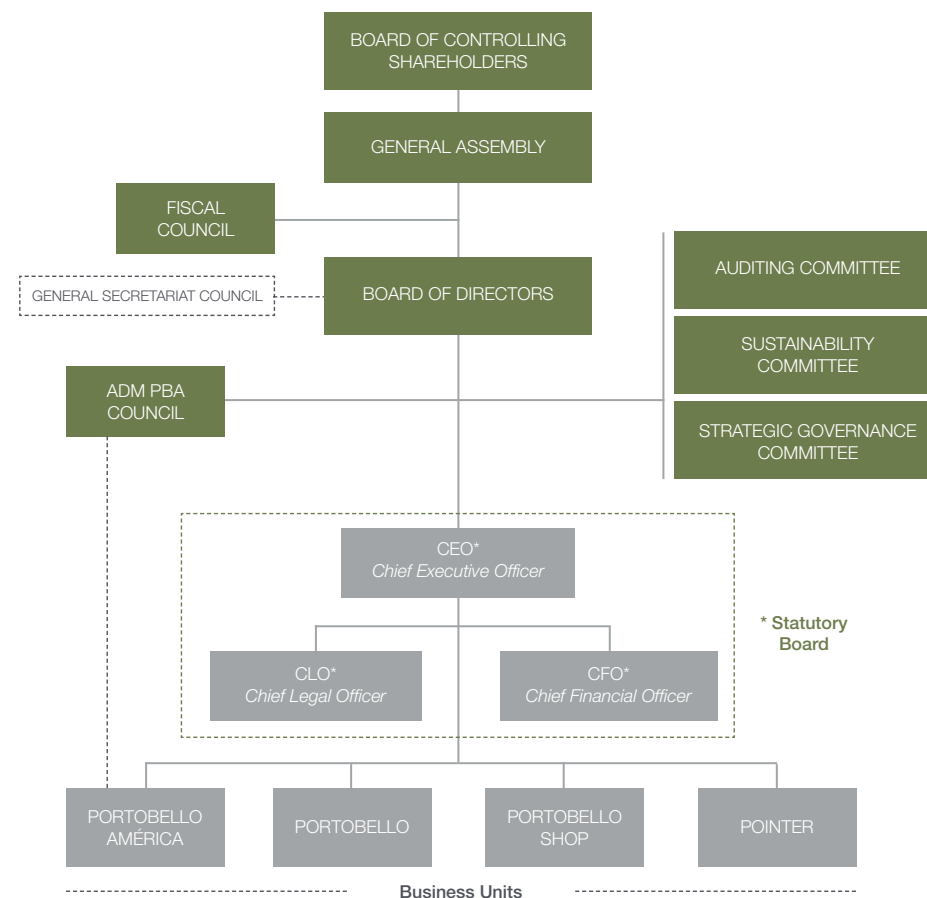 BOARD OF CONTROLLING
SHAREHOLDERS
GENERAL ASSEMBLY
FISCAL
COUNCIL
GENERAL SECRETARIAT COUNCIL
BOARD OF DIRECTORS
AUDITING COMMITTEE
SUSTAINABILITY
COMMITTEE
STRATEGIC GOVERNANCE
COMMITTEE
ADM PBA
COUNCIL
CEO*
Chief Executive Officer
CLO*
Chief Legal Officer
CFO*
Chief Financial Officer
* Statutory
Board
PORTOBELLO
AMÉRICA
PORTOBELLO
PORTOBELLO
SHOP
POINTER
Business Units